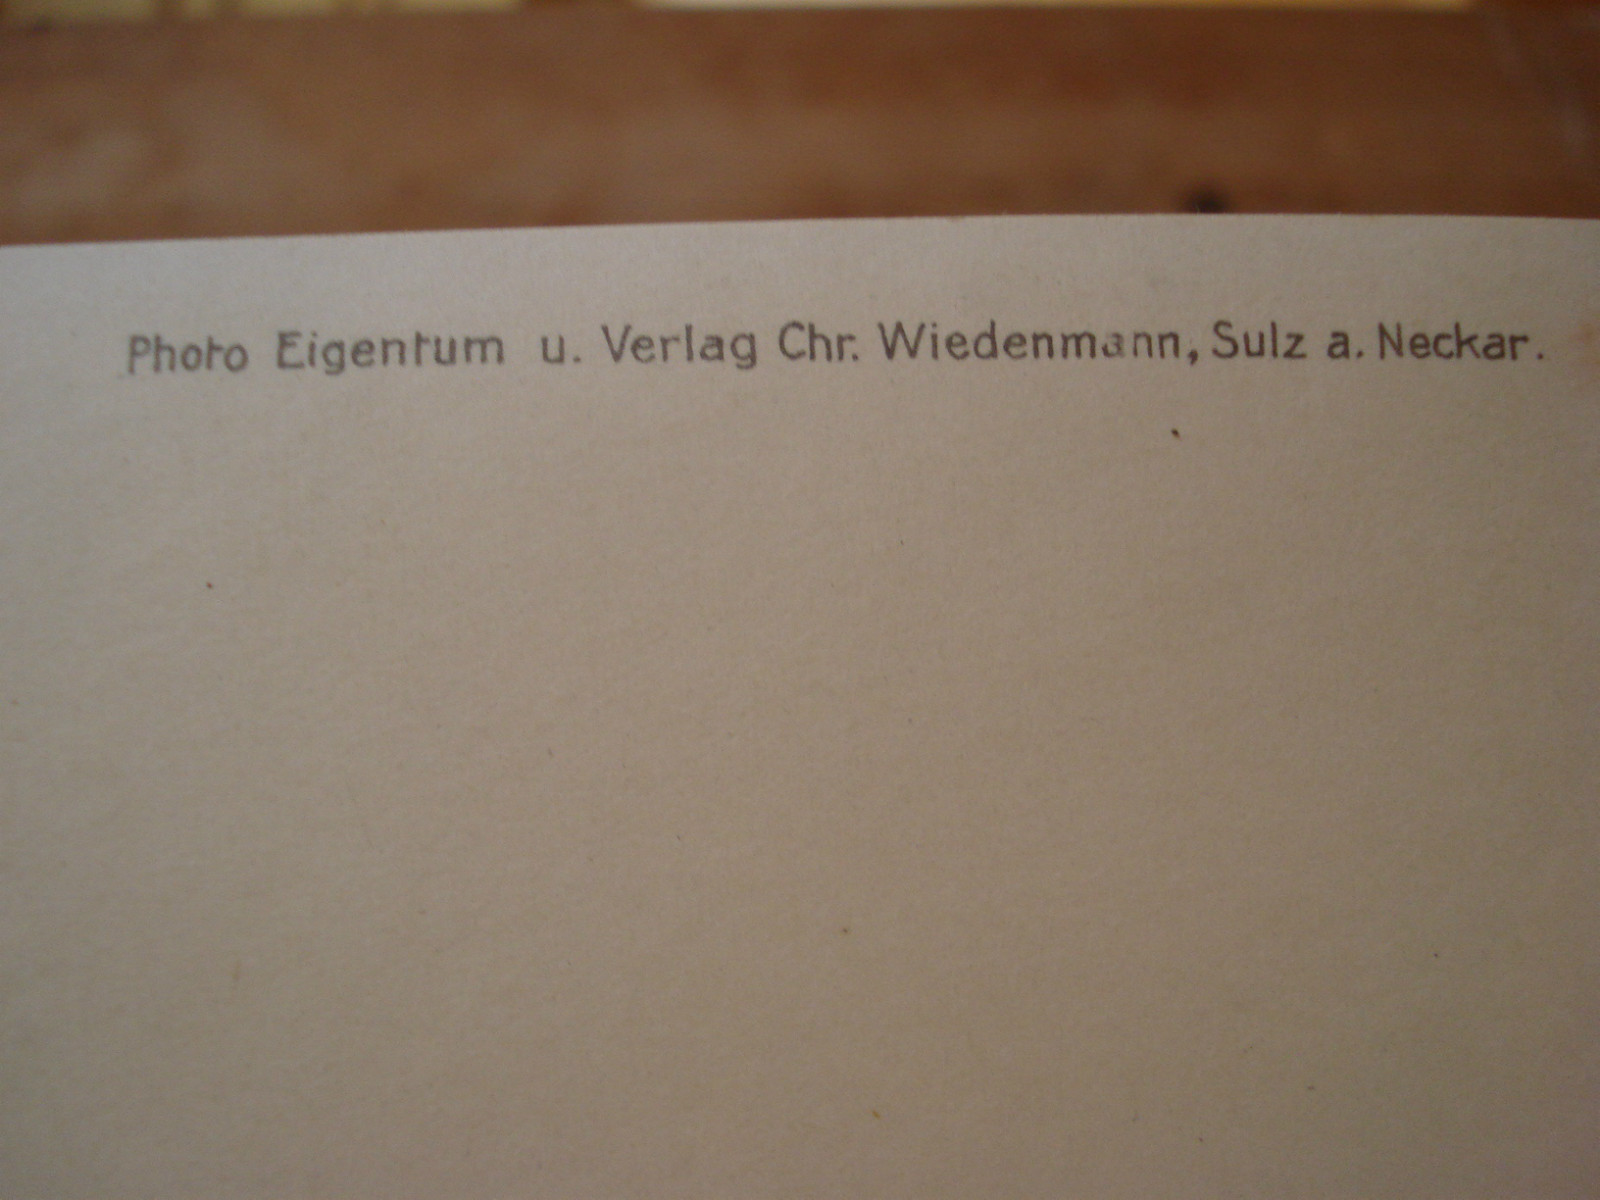 Photo Eigentum u. Verlag Chr. Wiedenmann, Sulz a. Neckar.